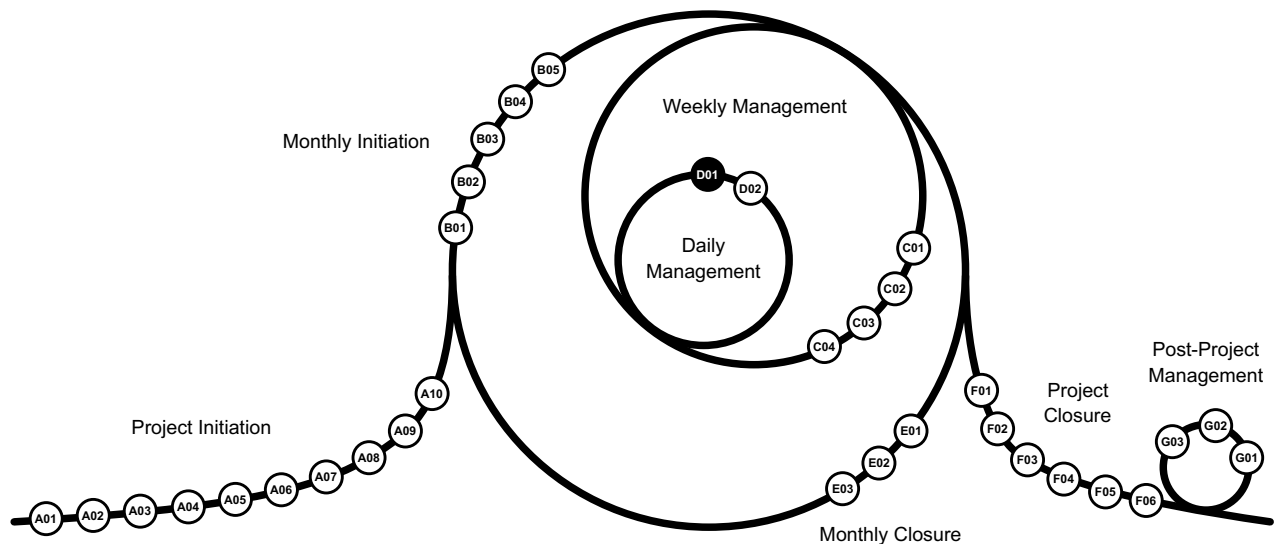 Project Initiation
A01
A02
A03
A04
A05
A06
A07
A08
A09
A10
Monthly Initiation
B01
B02
B03
B04
B05
Weekly Management
C01
C02
C03
C04
Daily
Management
D01
D02
Monthly Closure
E01
E02
E03
Project
Closure
F01
F02
F03
F04
F05
F06
Post-Project
Management
G01
G02
G03